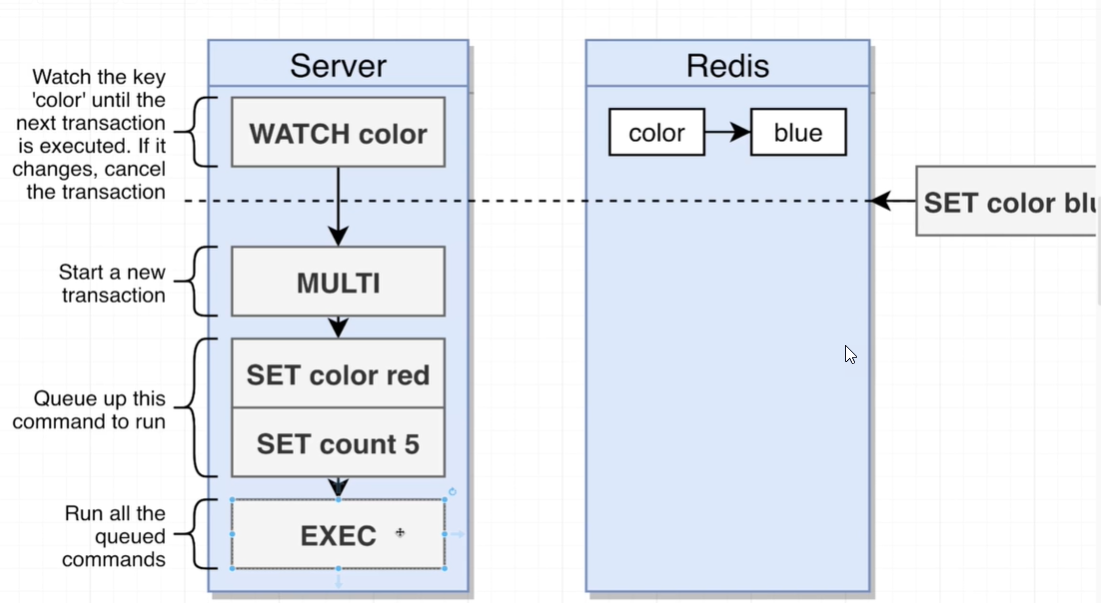 Server
Redis
Watch the key
'color' until the
next transaction
is executed. If it
changes, cancel
the transaction
WATCH color
color
blue
SET color
Start a new
transaction
MULTI
Queue up this
command to run
SET color red
SET count 5
Run all the
queued
commands
EXEC